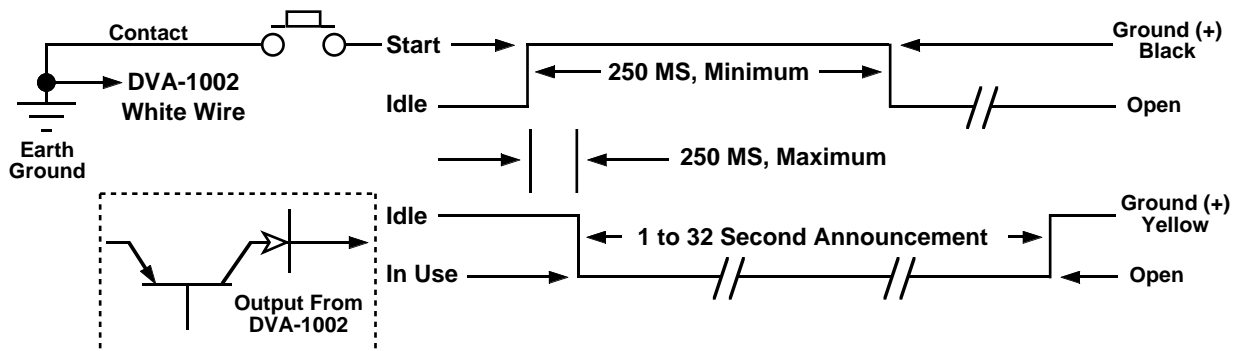 Contact
Start
250 MS, Minimum
Ground (+)
Black
DVA-1002
White Wire
Idle
Open
Earth
Ground
250 MS, Maximum
Idle
1 to 32 Second Announcement
Ground (+)
Yellow
In Use
Open
Output From
DVA-1002